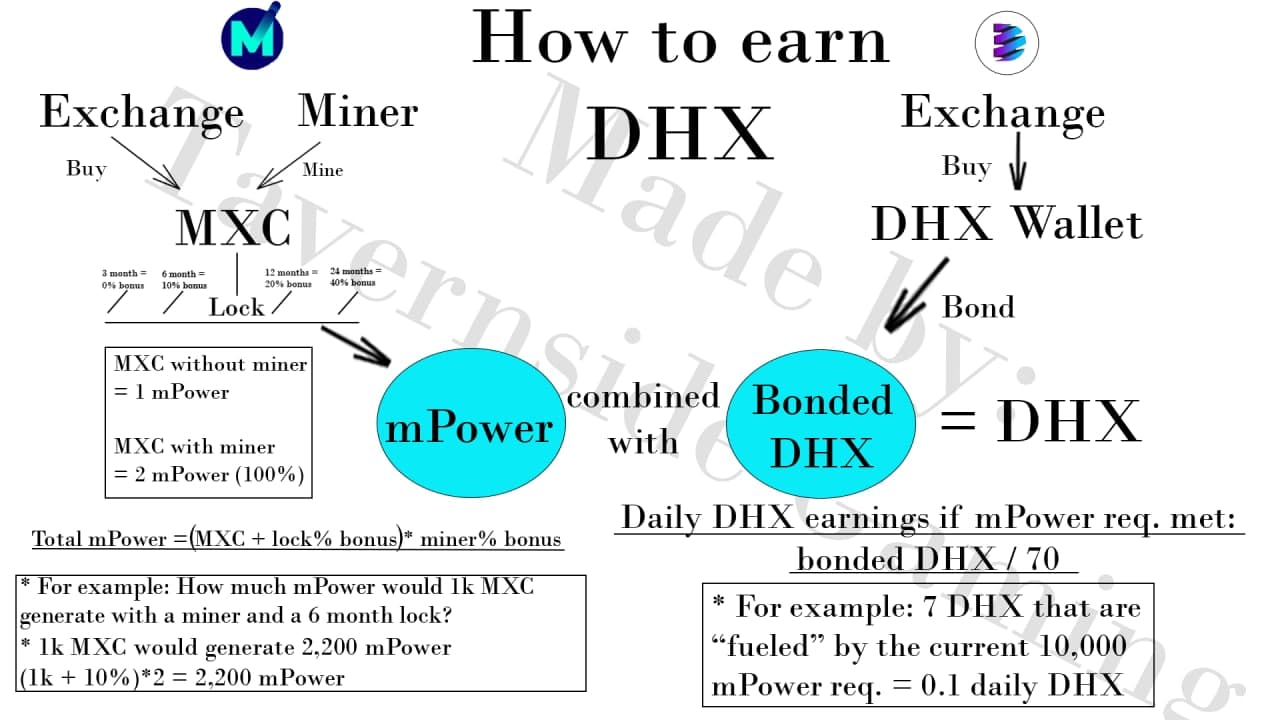 How to earn
DHX
M
Exchange
Miner
Buy
Mine
MXC
3 month =
0% bonus
6 month =
10% bonus
12 months =
20% bonus
24 months =
40% bonus
Lock
MXC without miner
= 1 mPower
MXC with miner
= 2 mPower (100%)
mPower
combined
with
Exchange
Buy
DHX Wallet
Bond
Bonded
DHX
= DHX
Total mPower =(MXC + lock% bonus)* miner% bonus
* For example: How much mPower would 1k MXC
generate with a miner and a 6 month lock?
* 1k MXC would generate 2,200 mPower
(1k + 10%)*2 = 2,200 mPower
Daily DHX earnings if mPower req. met:
bonded DHX / 70
* For example: 7 DHX that are
“fueled” by the current 10,000
mPower req. = 0.1 daily DHX
Made by:
Tavernside Gaming